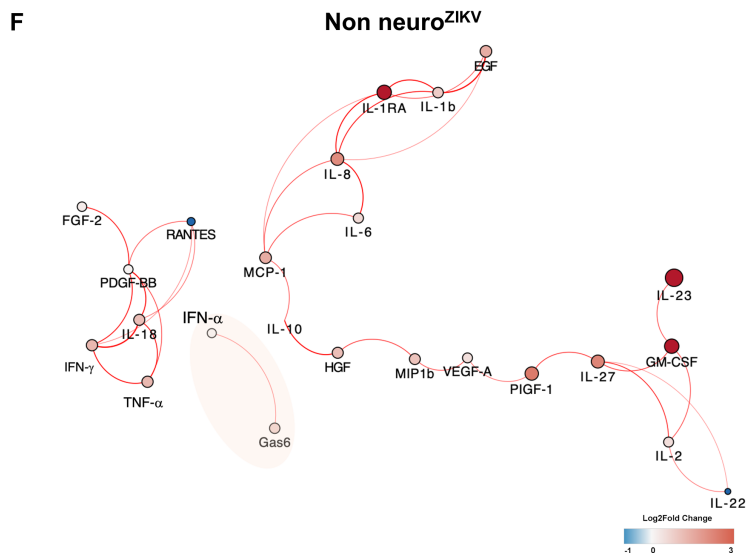 F
Non neuroZIKV
EGF
IL-1RA
IL-1b
IL-8
IL-6
MCP-1
FGF-2
RANTES
PDGF-BB
IL-18
IFN-γ
TNF-α
IFN-α
Gas6
IL-10
HGF
MIP1b
VEGF-A
PIGF-1
IL-27
IL-23
GM-CSF
IL-2
IL-22
Log2Fold Change
-1 0 3